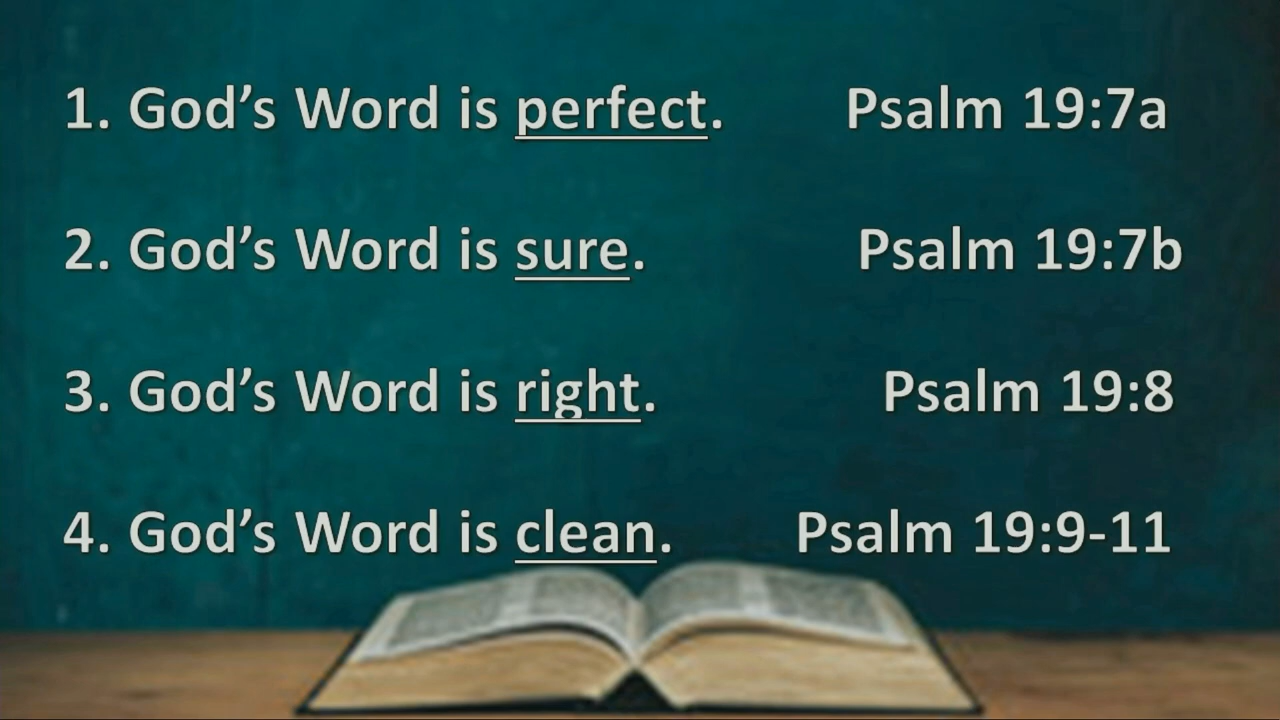 1. God’s Word is perfect. Psalm 19:7a
2. God’s Word is sure. Psalm 19:7b
3. God’s Word is right. Psalm 19:8
4. God’s Word is clean. Psalm 19:9-11